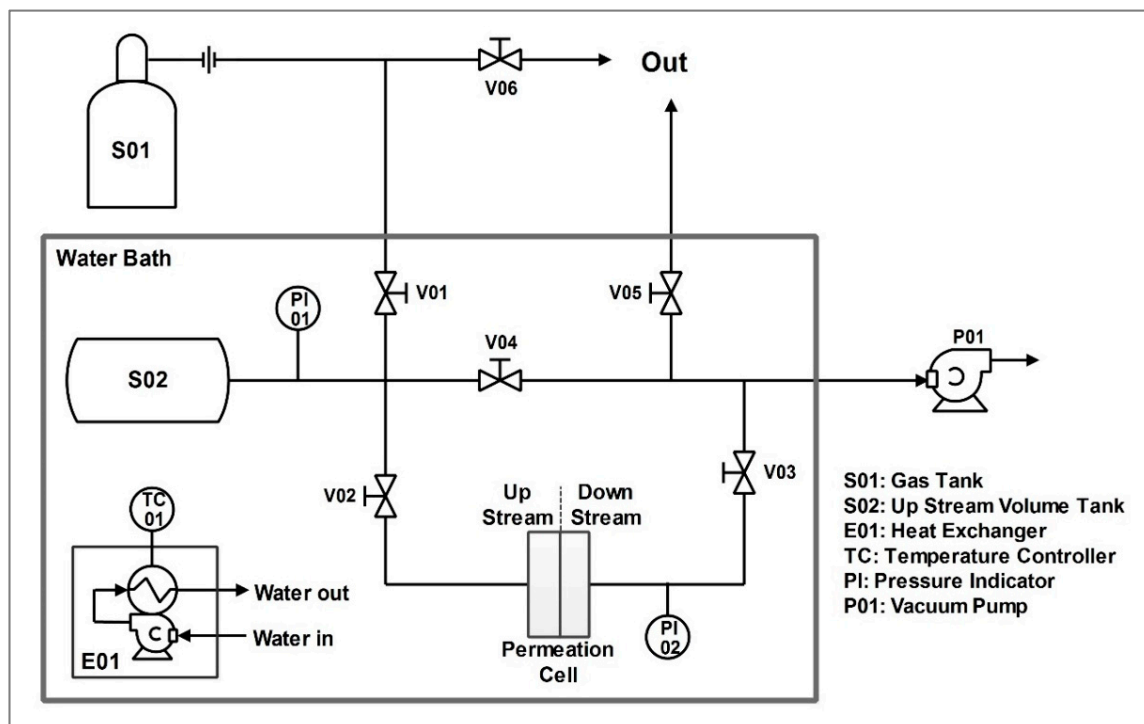 Out
V06
S01
Water Bath
PI
01
V01
V05
V04
P01
S02
C
V03
V02
Up
Stream
Down
Stream
TC
01
Water out
C
Water in
E01
PI
02
Permeation
Cell
S01: Gas Tank
S02: Up Stream Volume Tank
E01: Heat Exchanger
TC: Temperature Controller
PI: Pressure Indicator
P01: Vacuum Pump